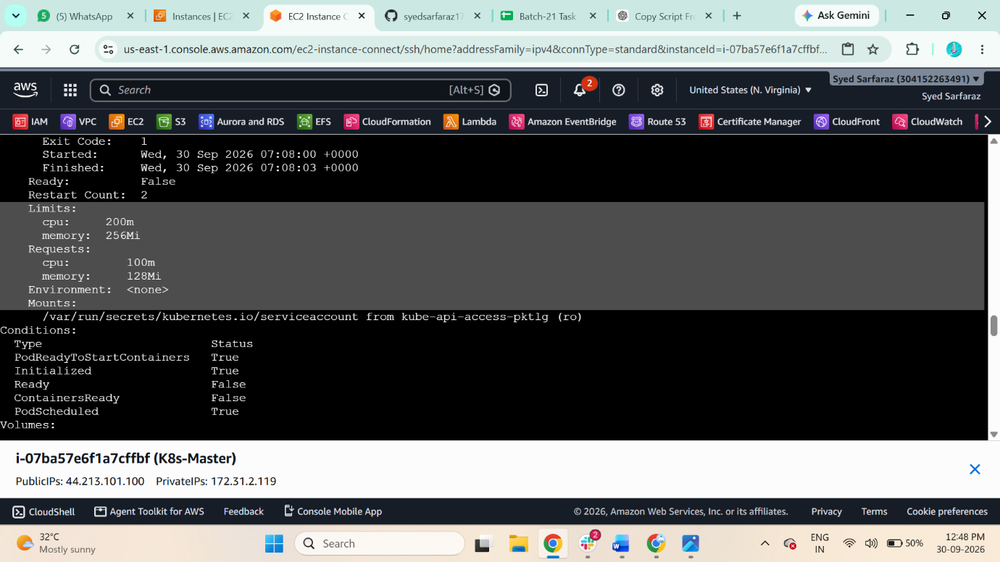 (5) WhatsApp
Instances | EC2
EC2 Instance C
syedsarfaraz17
Batch-21 Task
Copy Script Fr
Ask Gemini
us-east-1.console.aws.amazon.com/ec2-instance-connect/ssh/home?addressFamily=ipv4&connType=standard&instanceId=i-07ba57e6f1a7cffbf...
aws
Search
[Alt+S]
2
United States (N. Virginia)
Syed Sarfaraz (304152263491)
Syed Sarfaraz
IAM
VPC
EC2
S3
Aurora and RDS
EFS
CloudFormation
Lambda
Amazon EventBridge
Route 53
Certificate Manager
CloudFront
CloudWatch
Exit Code: 1
Started: Wed, 30 Sep 2026 07:08:00 +0000
Finished: Wed, 30 Sep 2026 07:08:03 +0000
Ready: False
Restart Count: 2
Limits:
cpu: 200m
memory: 256Mi
Requests:
cpu: 100m
memory: 128Mi
Environment: <none>
Mounts:
/var/run/secrets/kubernetes.io/serviceaccount from kube-api-access-pktlg (ro)
Conditions:
Type Status
PodReadyToStartContainers True
Initialized True
Ready False
ContainersReady False
PodScheduled True
Volumes:
i-07ba57e6f1a7cffbf (K8s-Master)
PublicIPs: 44.213.101.100 PrivateIPs: 172.31.2.119
CloudShell
Agent Toolkit for AWS
Feedback
Console Mobile App
© 2026, Amazon Web Services, Inc. or its affiliates.
Privacy
Terms
Cookie preferences
32°C
Mostly sunny
Search
2
ENG
IN
50%
12:48 PM
30-09-2026